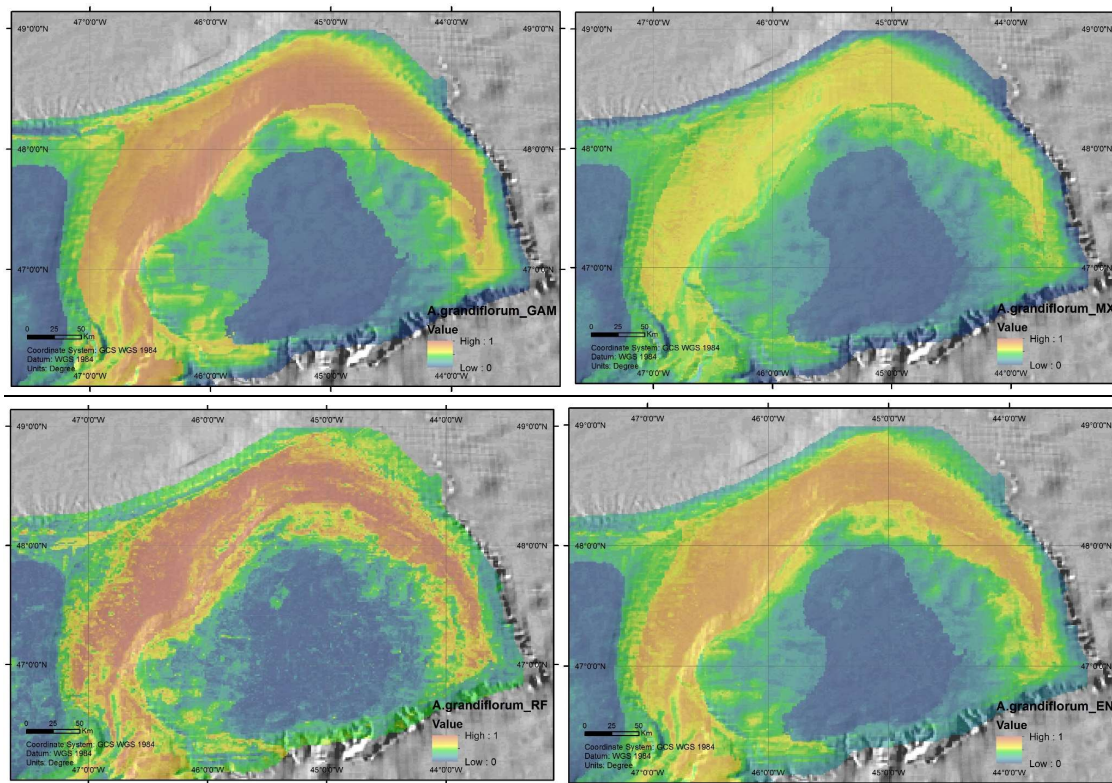 47°0'0"W 46°0'0"W 45°0'0"W 44°0'0"W
49°0'0"N 49°0'0"N
48°0'0"N 48°0'0"N
47°0'0"N 47°0'0"N
A.grandiflorum_GAM
Value
High : 1
Low : 0
0 25 50
Km
Coordinate System: GCS WGS 1984
Datum: WGS 1984
Units: Degree
47°0'0"W 46°0'0"W 45°0'0"W 44°0'0"W
47°0'0"W 46°0'0"W 45°0'0"W 44°0'0"W
49°0'0"N 49°0'0"N
48°0'0"N 48°0'0"N
47°0'0"N 47°0'0"N
A.grandiflorum_MX
Value
High : 1
Low : 0
0 25 50
Km
Coordinate System: GCS WGS 1984
Datum: WGS 1984
Units: Degree
47°0'0"W 46°0'0"W 45°0'0"W 44°0'0"W
47°0'0"W 46°0'0"W 45°0'0"W 44°0'0"W
49°0'0"N 49°0'0"N
48°0'0"N 48°0'0"N
47°0'0"N 47°0'0"N
A.grandiflorum_RF
Value
High : 1
Low : 0
0 25 50
Km
Coordinate System: GCS WGS 1984
Datum: WGS 1984
Units: Degree
47°0'0"W 46°0'0"W 45°0'0"W 44°0'0"W
47°0'0"W 46°0'0"W 45°0'0"W 44°0'0"W
49°0'0"N 49°0'0"N
48°0'0"N 48°0'0"N
47°0'0"N 47°0'0"N
A.grandiflorum_EN
Value
High : 1
Low : 0
0 25 50
Km
Coordinate System: GCS WGS 1984
Datum: WGS 1984
Units: Degree
47°0'0"W 46°0'0"W 45°0'0"W 44°0'0"W